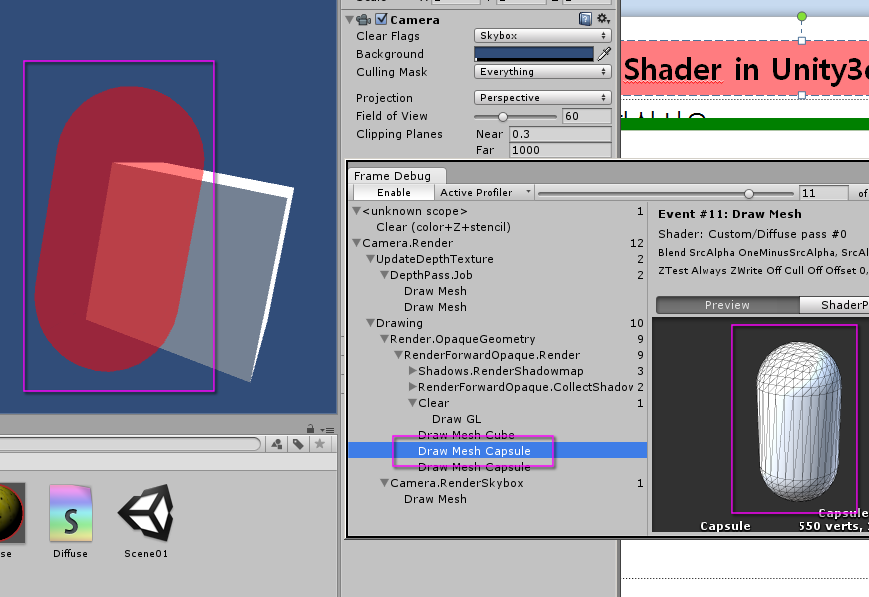 Camera
Clear Flags Skybox
Background
Culling Mask Everything
Projection Perspective
Field of View 60
Clipping Planes Near 0.3
Far 1000
Shader in Unity3d
Frame Debug
Enable Active Profiler 11 of
<unknown scope> 1
Clear (color+Z+stencil)
Camera.Render 12
UpdateDepthTexture 2
DepthPass.Job 2
Draw Mesh
Draw Mesh
Drawing 10
Render.OpaqueGeometry 9
RenderForwardOpaque.Render 9
Shadows.RenderShadowmap 3
RenderForwardOpaque.CollectShadow 2
Clear 1
Draw GL
Draw Mesh Cube
Draw Mesh Capsule
Draw Mesh Capsule
Camera.RenderSkybox 1
Draw Mesh
Event #11: Draw Mesh
Shader: Custom/Diffuse pass #0
Blend SrcAlpha OneMinusSrcAlpha, SrcAl
ZTest Always ZWrite Off Cull Off Offset 0,
Preview ShaderP
Capsule
Capsule 550 verts,
se Diffuse Scene01